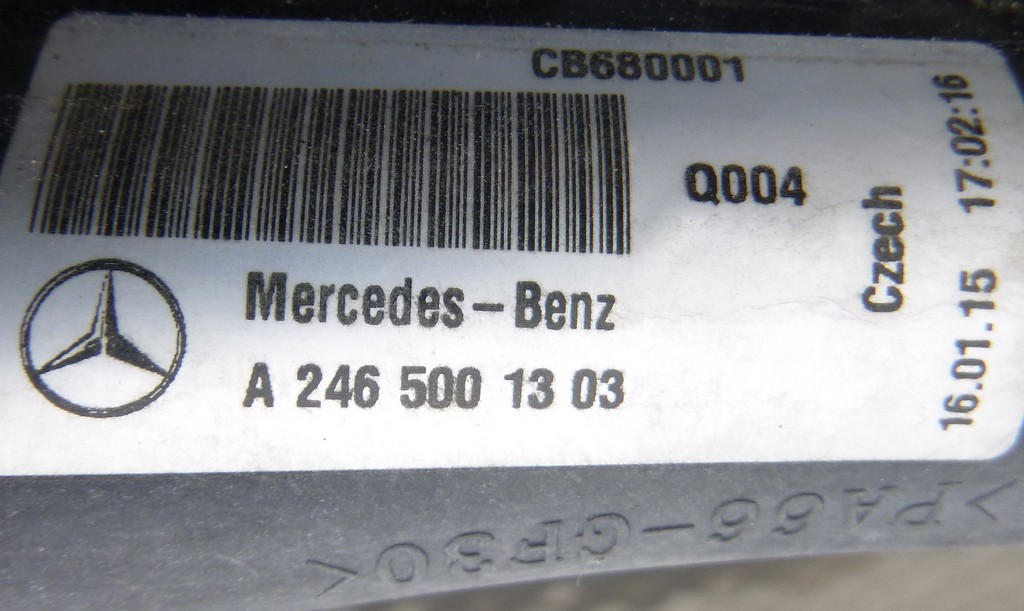 CB680001
Q004
Mercedes-Benz
A 246 500 13 03
Czech
16.01.15 17:02:16
>PA66-GF30<